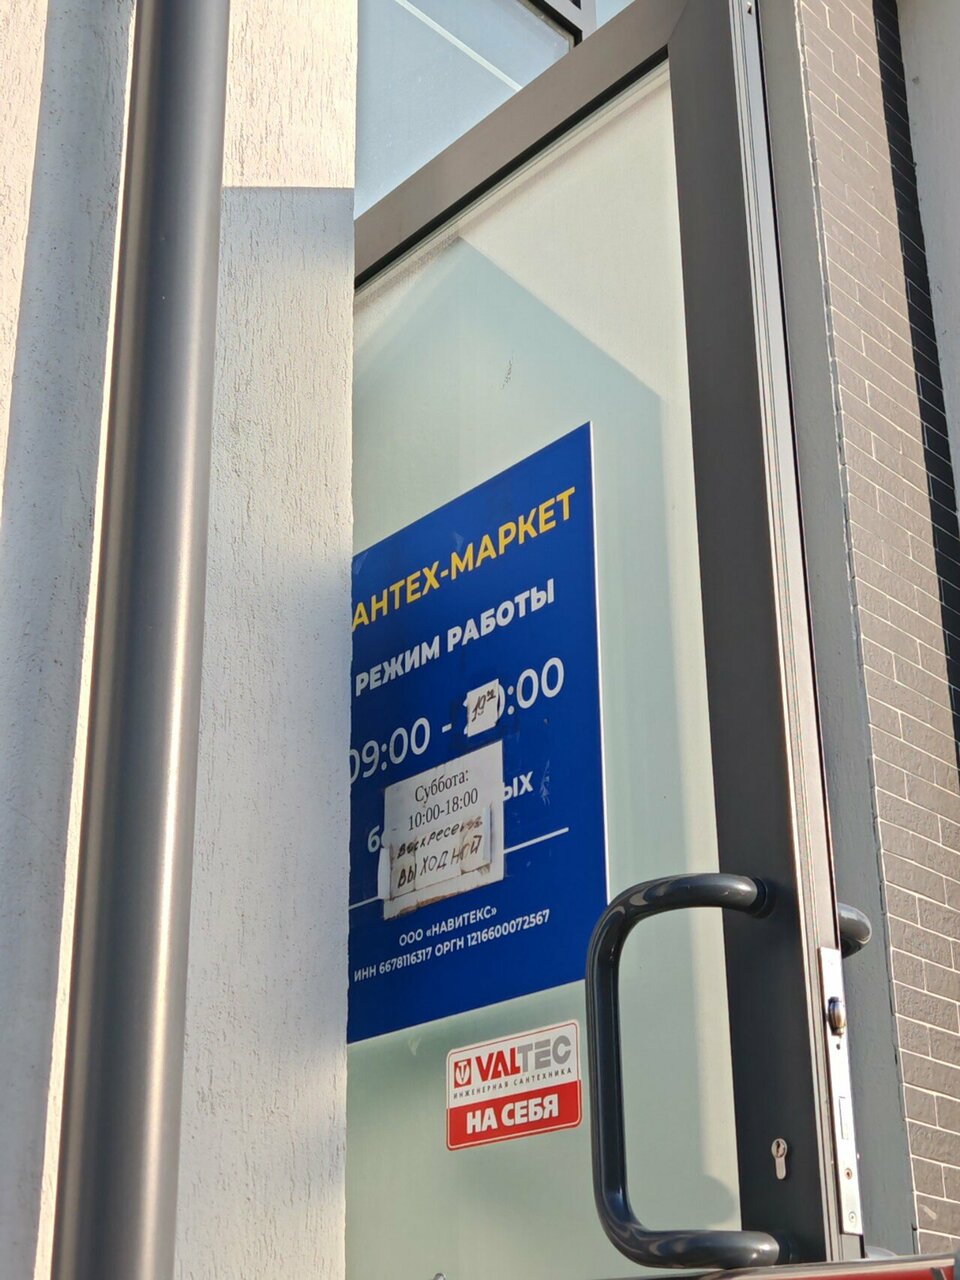 АНТЕХ-МАРКЕТ
РЕЖИМ РАБОТЫ
09:00 - 19:00
Суббота:
10:00-18:00
Воскресенье
ВЫХОДНОЙ
ООО «НАВИТЕКС»
ИНН 6678116317 ОРГН 1216600072567
VALTEC
ИНЖЕНЕРНАЯ САНТЕХНИКА
НА СЕБЯ